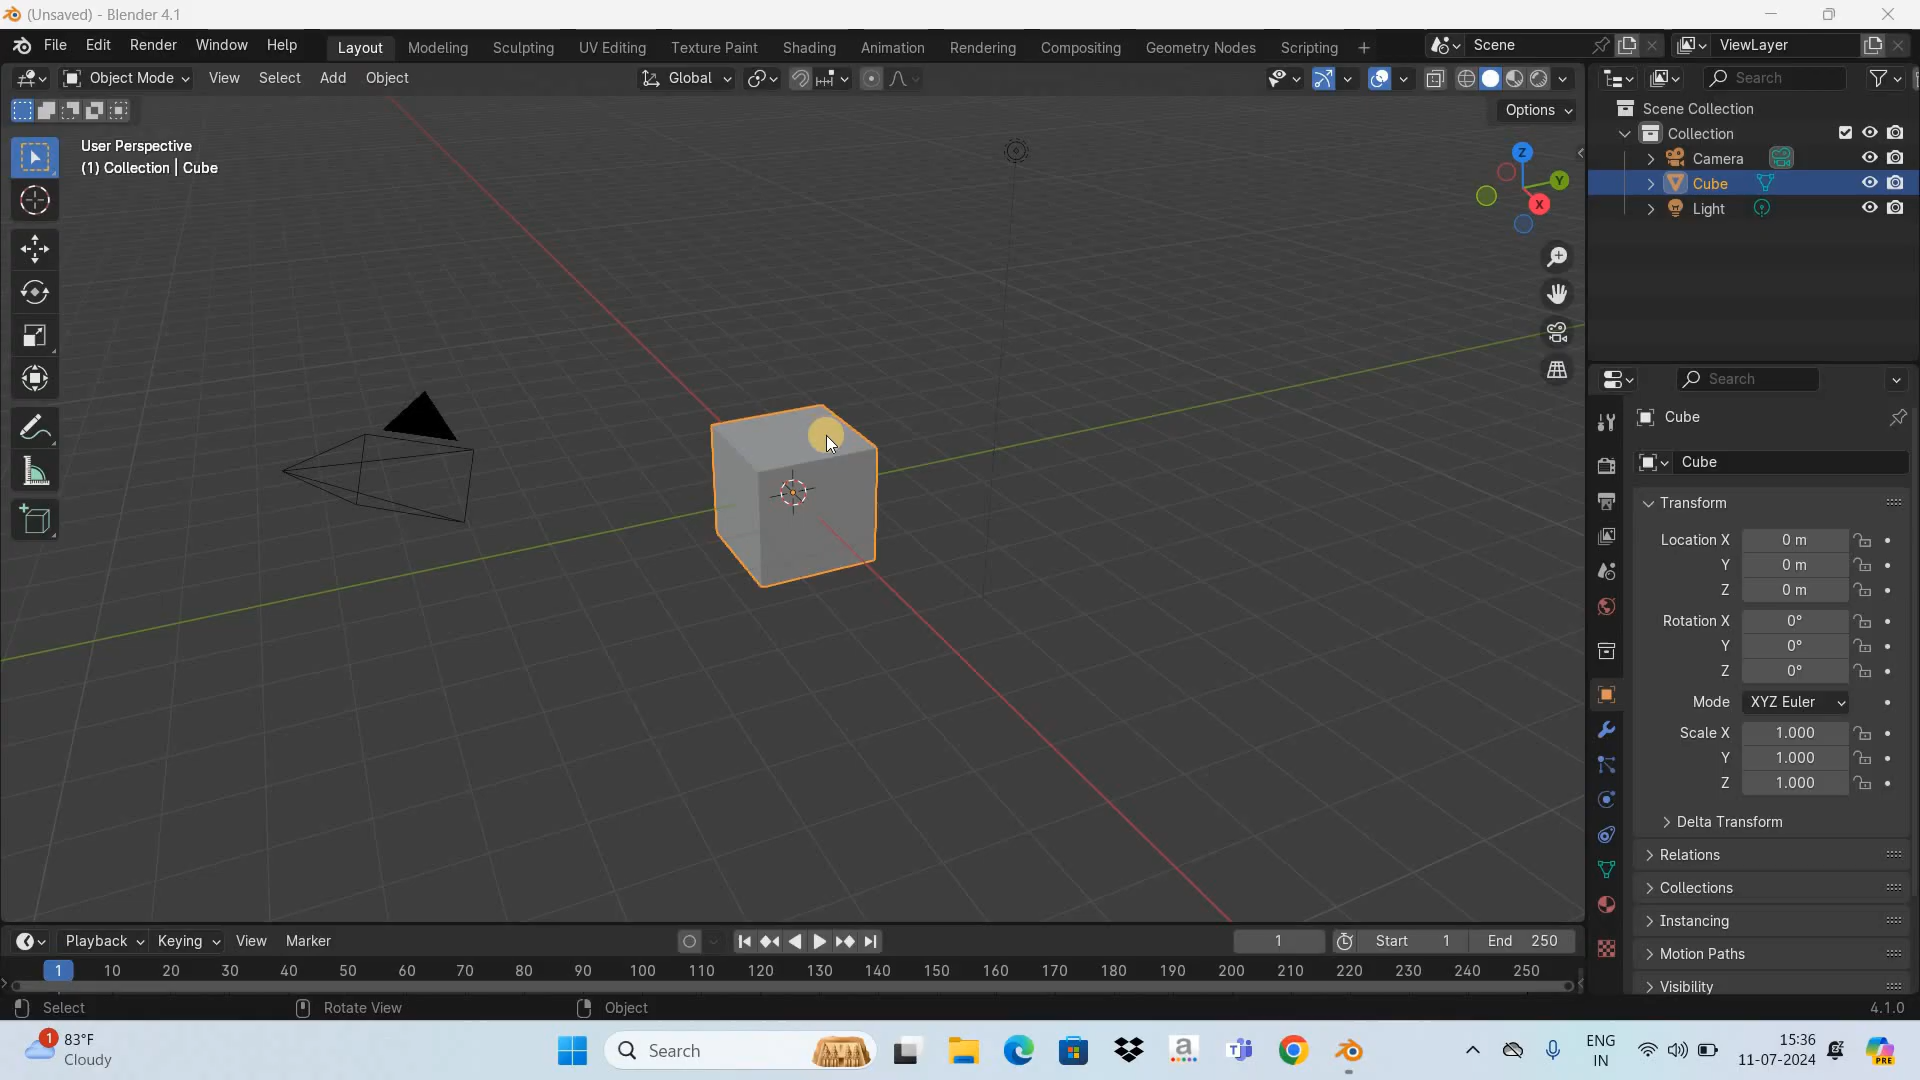 (Unsaved) - Blender 4.1
File Edit Render Window Help Layout Modeling Sculpting UV Editing Texture Paint Shading Animation Rendering Compositing Geometry Nodes Scripting + Scene ViewLayer
Object Mode View Select Add Object Global Search
Options
User Perspective
(1) Collection | Cube
Z
Y
X
Scene Collection
Collection
Camera
Cube
Light
Search
Cube
Cube
Transform
Location X 0 m
Y 0 m
Z 0 m
Rotation X 0°
Y 0°
Z 0°
Mode XYZ Euler
Scale X 1.000
Y 1.000
Z 1.000
Delta Transform
Relations
Collections
Instancing
Motion Paths
Visibility
Playback Keying View Marker 1 Start 1 End 250
1 10 20 30 40 50 60 70 80 90 100 110 120 130 140 150 160 170 180 190 200 210 220 230 240 250
Select Rotate View Object 4.1.0
1 83°F
Cloudy
Search
a
ENG
IN
15:36
11-07-2024
PRE